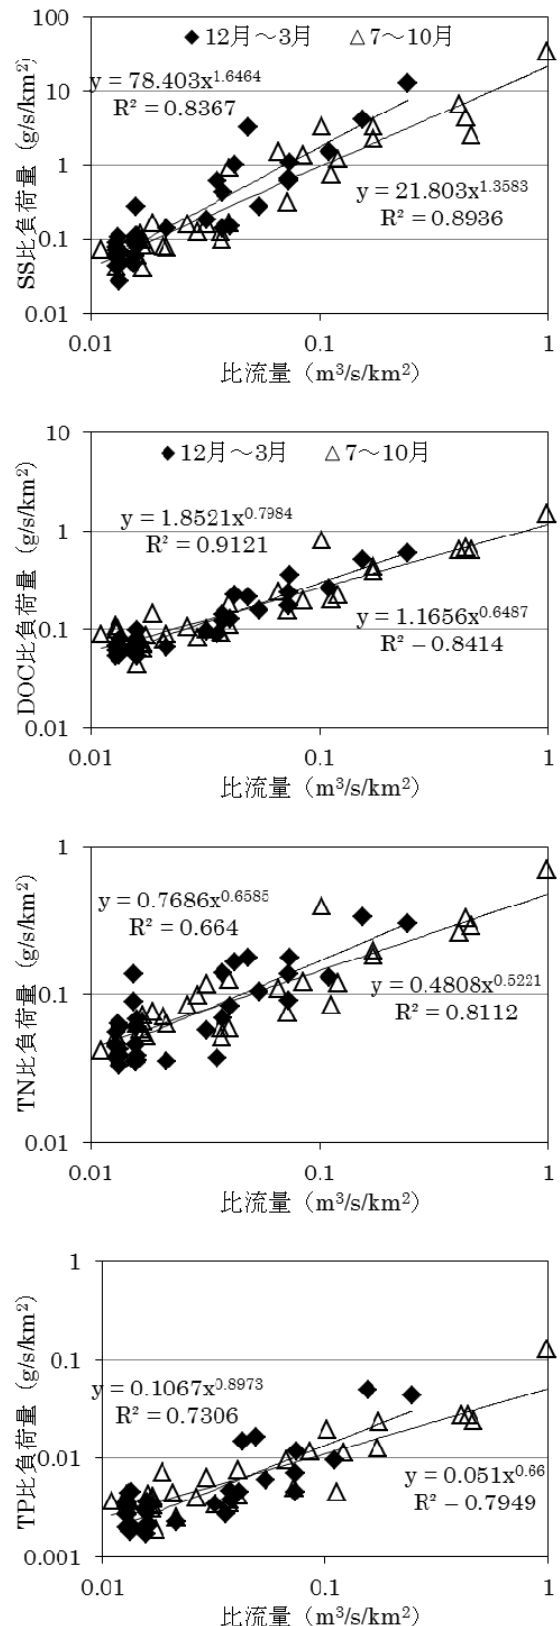 100
◆12月～3月 △7～10月
y = 78.403x^1.6464
R² = 0.8367
10
1
y = 21.803x^1.3583
R² = 0.8936
0.1
0.01
SS比負荷量（g/s/km²）
0.01 0.1 1
比流量（m³/s/km²）
10
◆12月～3月 △7～10月
y = 1.8521x^0.7984
R² = 0.9121
1
y = 1.1656x^0.6487
R² – 0.8414
0.1
0.01
DOC比負荷量（g/s/km²）
0.01 0.1 1
比流量（m³/s/km²）
1
y = 0.7686x^0.6585
R² = 0.664
0.1
y = 0.4808x^0.5221
R² = 0.8112
0.01
TN比負荷量（g/s/km²）
0.01 0.1 1
比流量（m³/s/km²）
1
0.1
y = 0.1067x^0.8973
R² = 0.7306
0.01
y = 0.051x^0.66
R² – 0.7949
0.001
TP比負荷量（g/s/km²）
0.01 0.1 1
比流量（m³/s/km²）